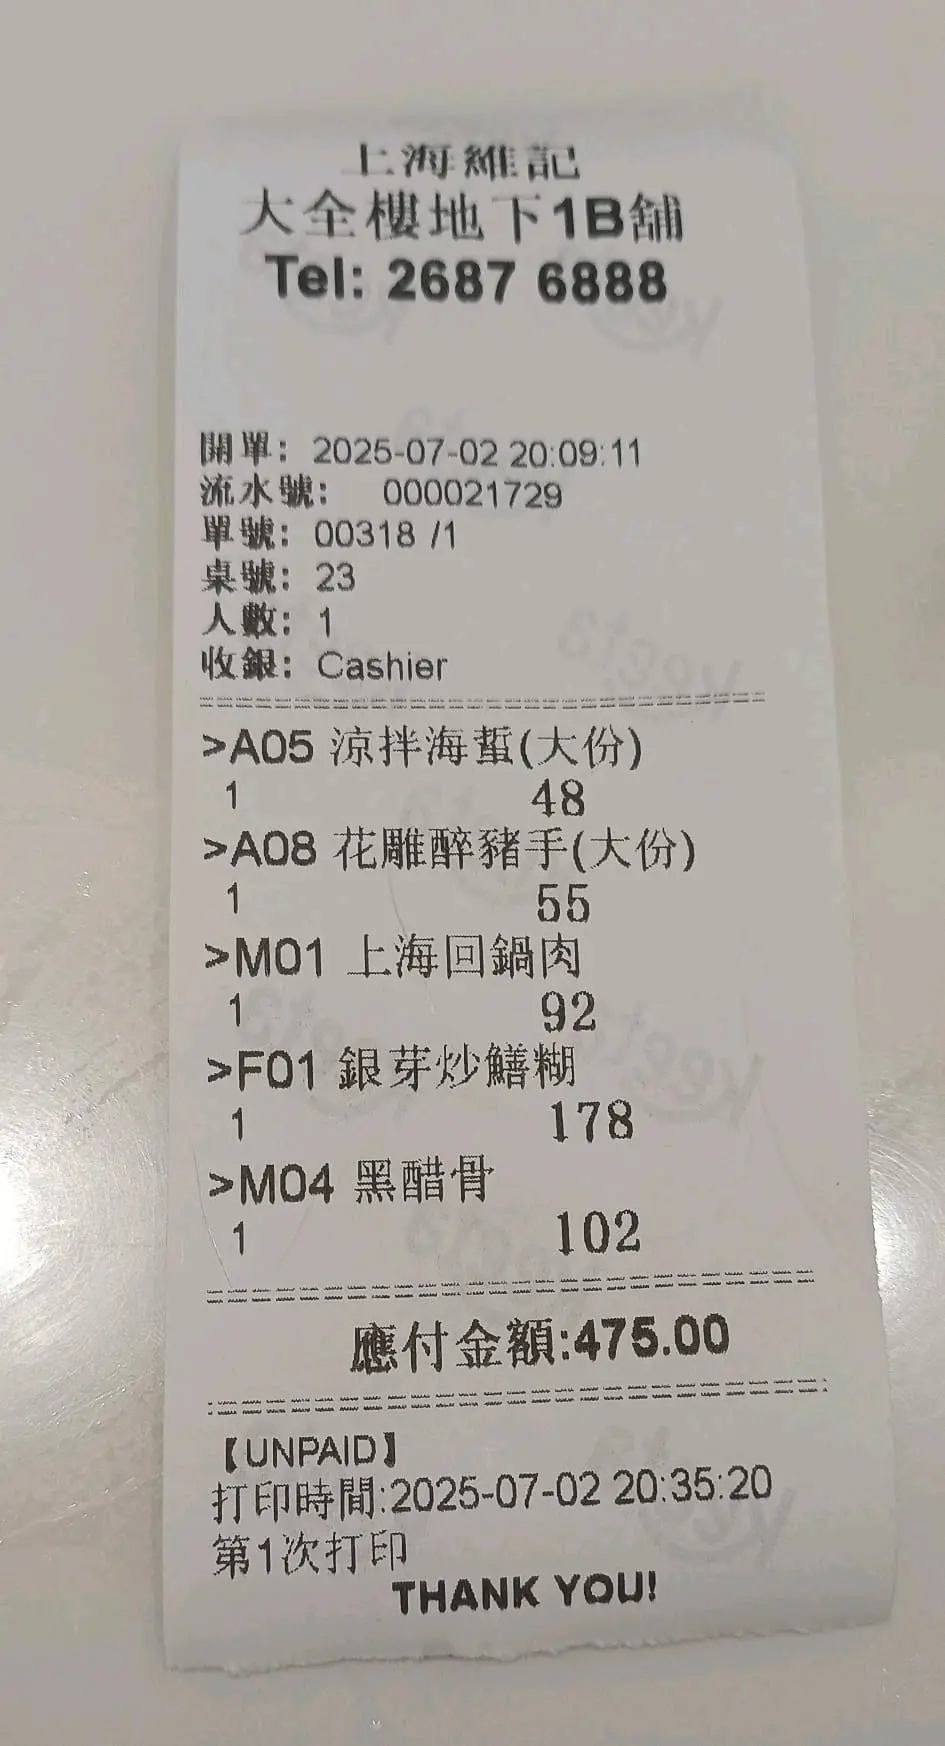 上海維記
大全樓地下1B舖
Tel: 2687 6888
開單: 2025-07-02 20:09:11
流水號: 000021729
單號: 00318 /1
桌號: 23
人數: 1
收銀: Cashier
>A05 涼拌海蜇(大份)
1 48
>A08 花雕醉豬手(大份)
1 55
>M01 上海回鍋肉
1 92
>F01 銀芽炒鱔糊
1 178
>M04 黑醋骨
1 102
應付金額:475.00
【UNPAID】
打印時間:2025-07-02 20:35:20
第1次打印
THANK YOU!